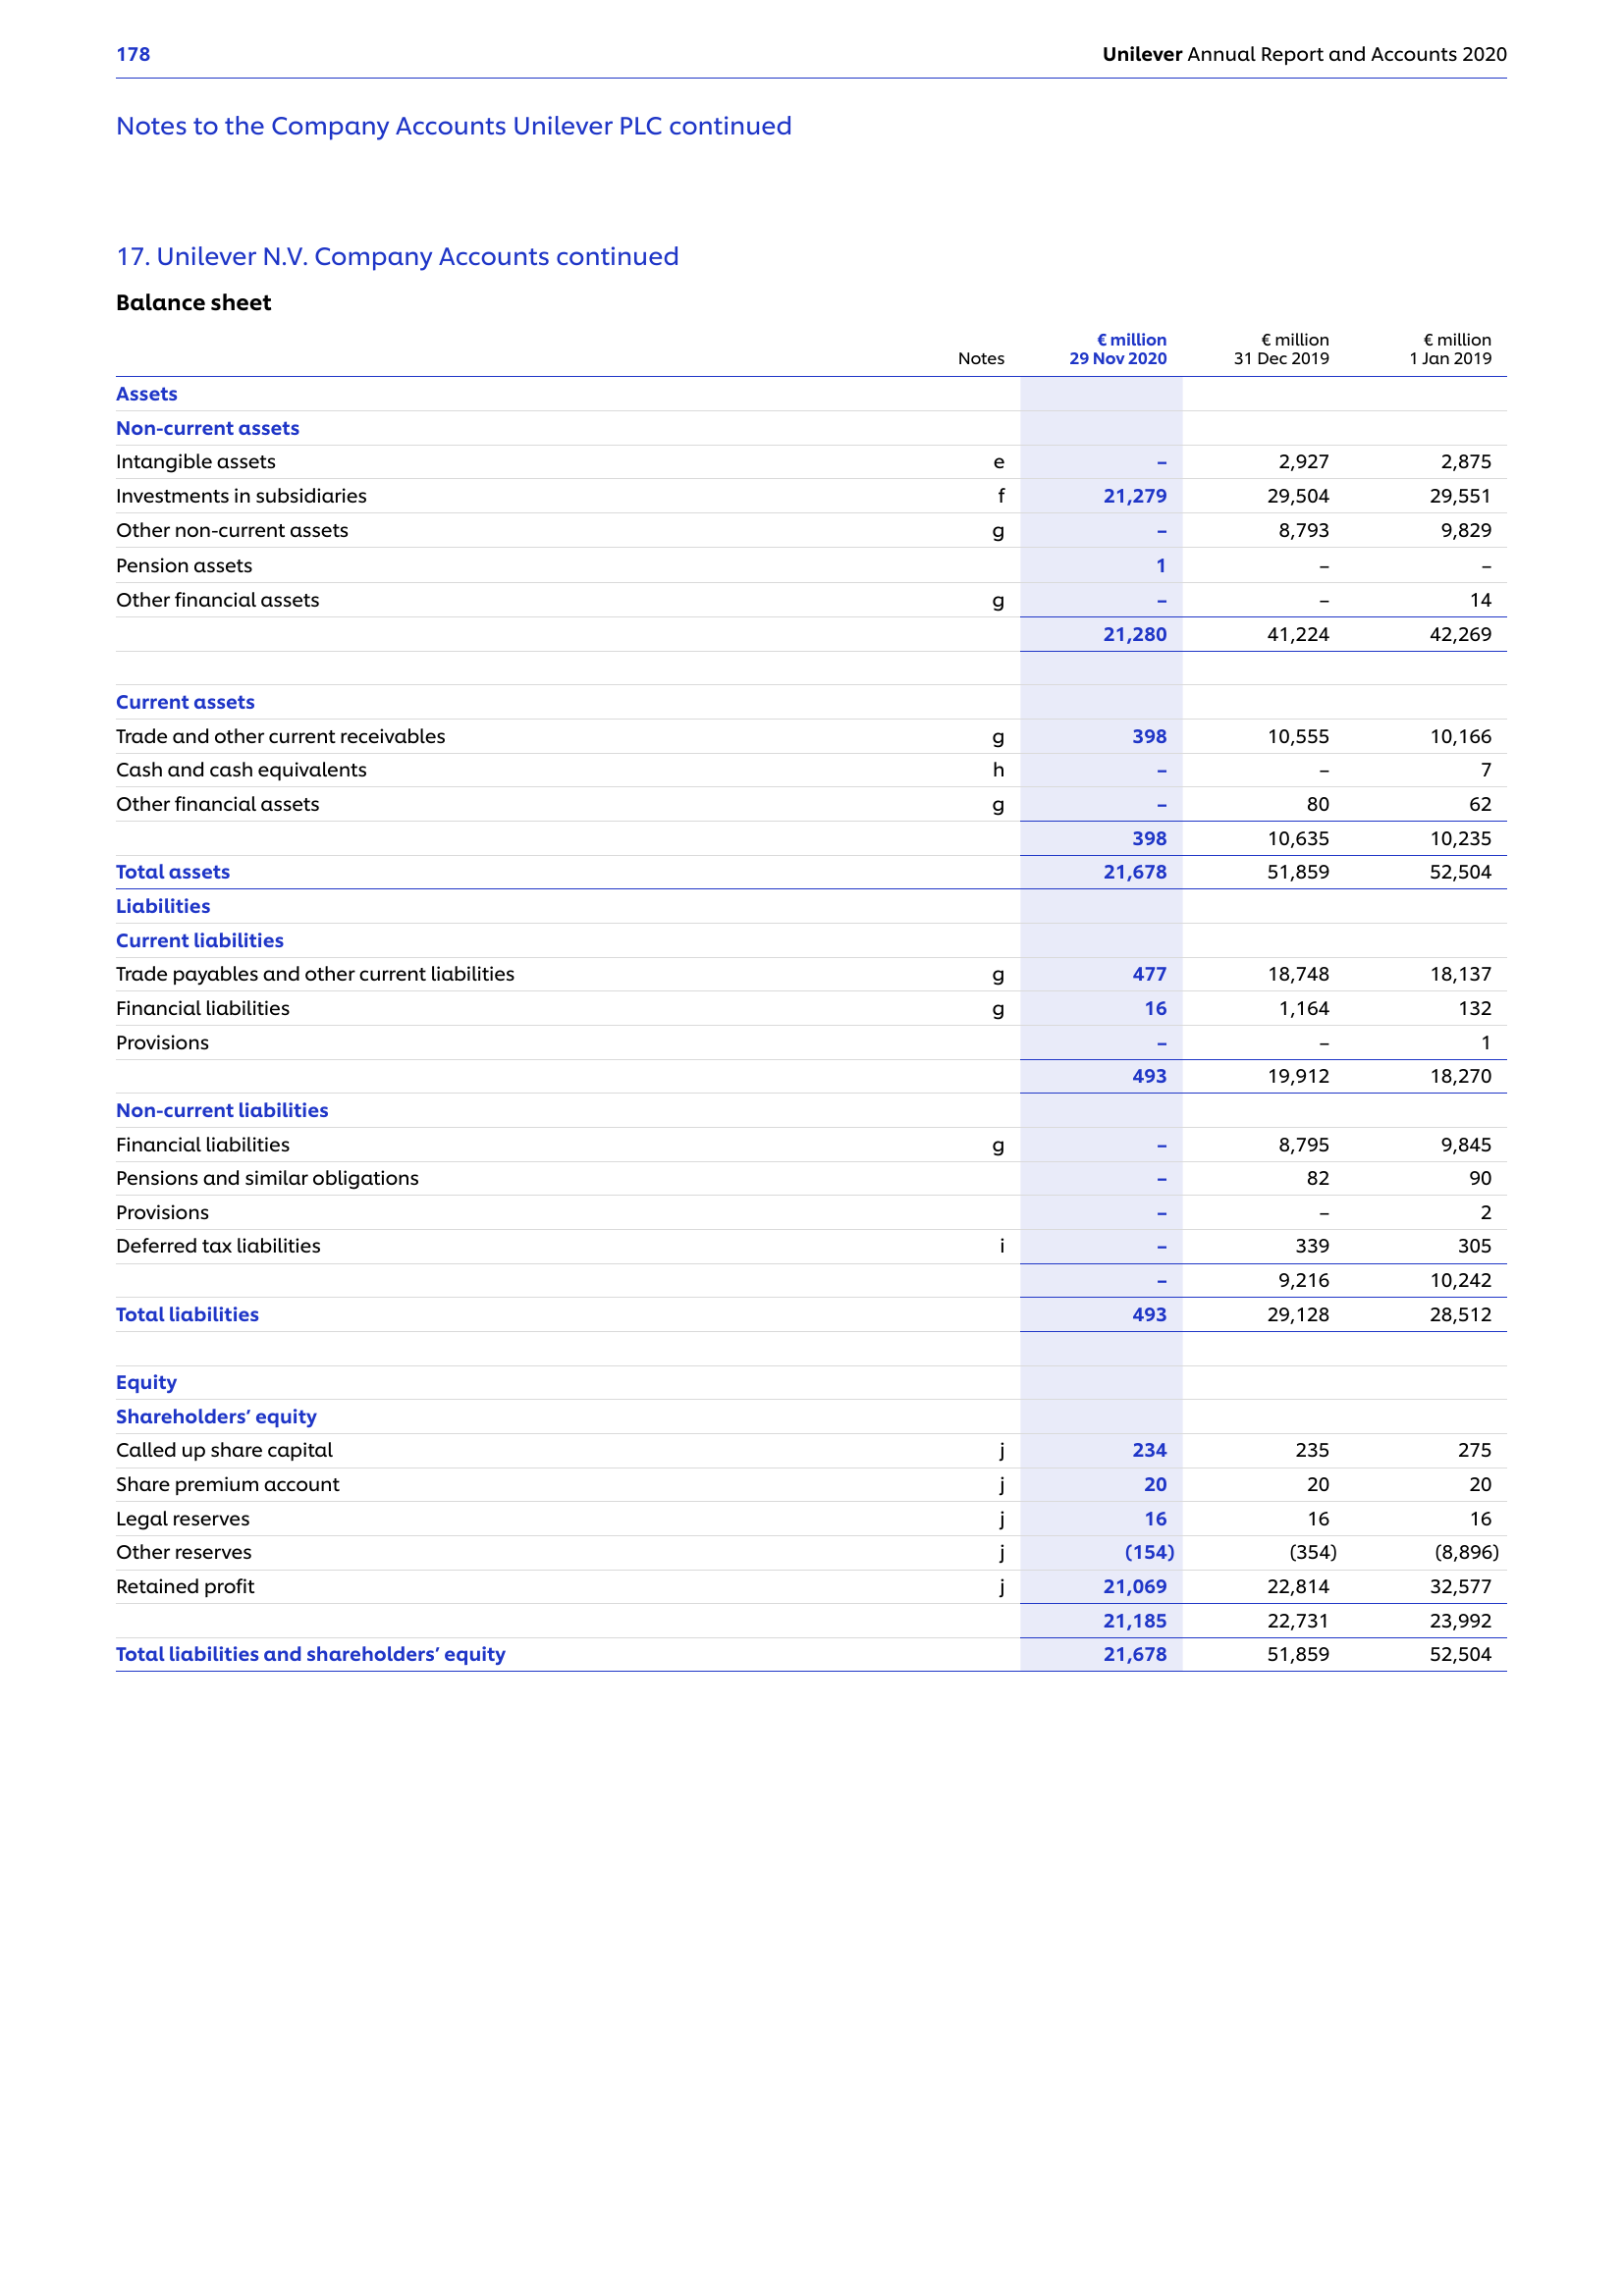 178 Unilever Annual Report and Accounts 2020
Notes to the Company Accounts Unilever PLC continued
17. Unilever N.V. Company Accounts continued
Balance sheet
€ million € million € million
Notes 29 Nov 2020 31 Dec 2019 1 Jan 2019
Assets
Non-current assets
Intangible assets e – 2,927 2,875
Investments in subsidiaries f 21,279 29,504 29,551
Other non-current assets g – 8,793 9,829
Pension assets 1 – –
Other financial assets g – – 14
21,280 41,224 42,269
Current assets
Trade and other current receivables g 398 10,555 10,166
Cash and cash equivalents h – – 7
Other financial assets g – 80 62
398 10,635 10,235
Total assets 21,678 51,859 52,504
Liabilities
Current liabilities
Trade payables and other current liabilities g 477 18,748 18,137
Financial liabilities g 16 1,164 132
Provisions – – 1
493 19,912 18,270
Non-current liabilities
Financial liabilities g – 8,795 9,845
Pensions and similar obligations – 82 90
Provisions – – 2
Deferred tax liabilities i – 339 305
– 9,216 10,242
Total liabilities 493 29,128 28,512
Equity
Shareholders’ equity
Called up share capital j 234 235 275
Share premium account j 20 20 20
Legal reserves j 16 16 16
Other reserves j (154) (354) (8,896)
Retained profit j 21,069 22,814 32,577
21,185 22,731 23,992
Total liabilities and shareholders’ equity 21,678 51,859 52,504